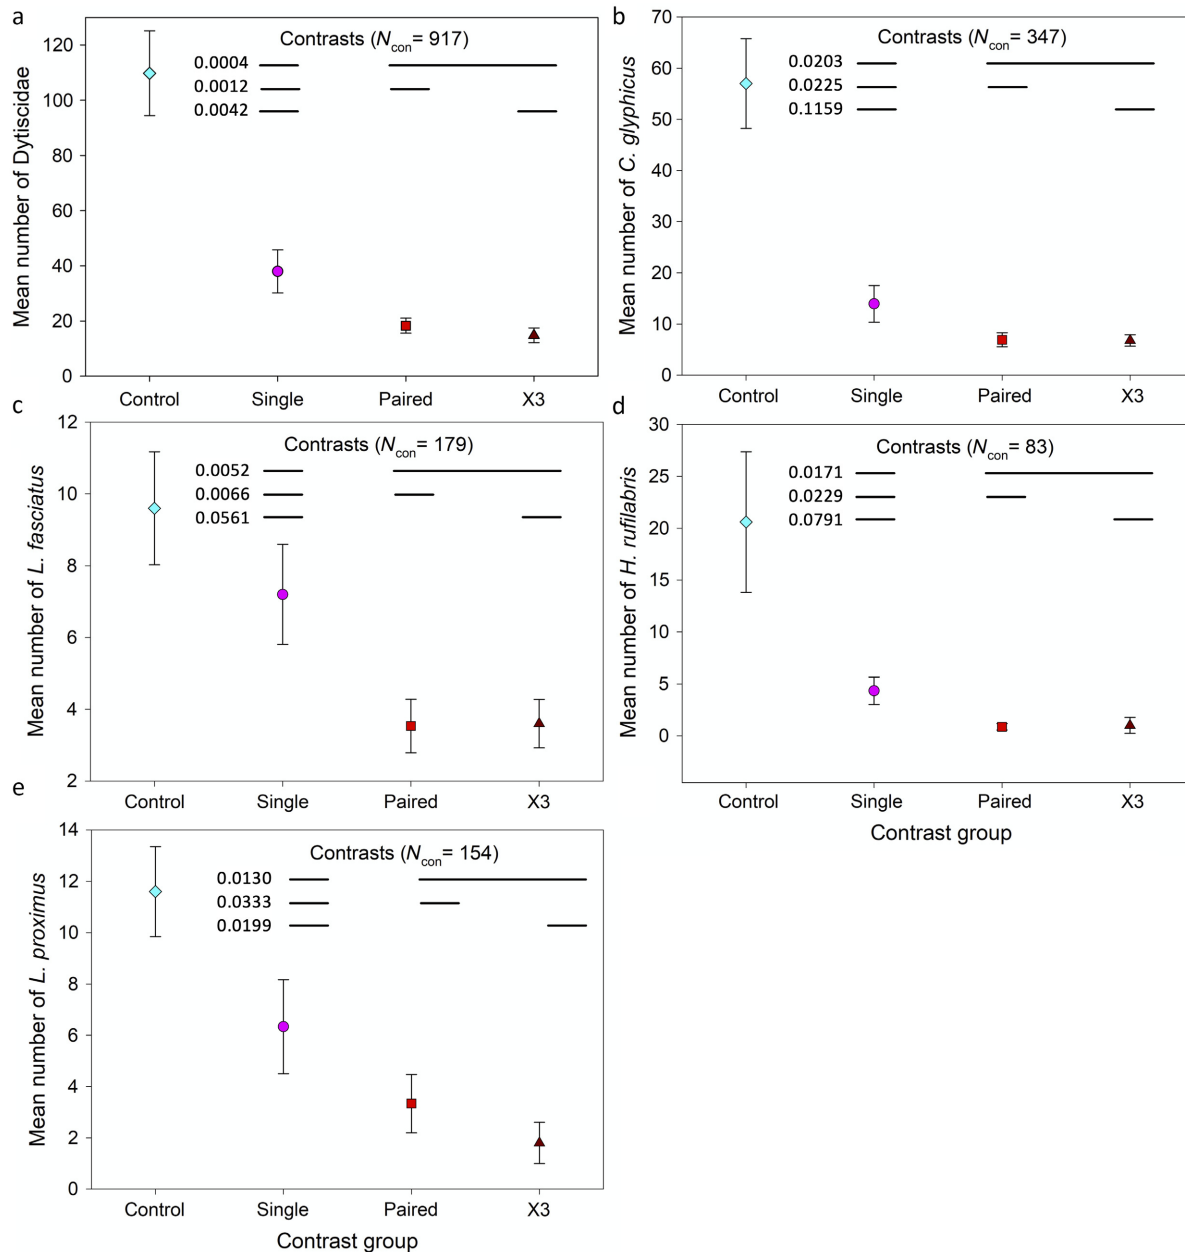 a
Mean number of Dytiscidae
120
100
80
60
40
20
0
Contrasts (Ncon= 917)
0.0004
0.0012
0.0042
Control Single Paired X3
b
Mean number of C. glyphicus
70
60
50
40
30
20
10
0
Contrasts (Ncon= 347)
0.0203
0.0225
0.1159
Control Single Paired X3
c
Mean number of L. fasciatus
12
10
8
6
4
2
Contrasts (Ncon= 179)
0.0052
0.0066
0.0561
Control Single Paired X3
d
Mean number of H. rufilabris
30
25
20
15
10
5
0
Contrasts (Ncon= 83)
0.0171
0.0229
0.0791
Control Single Paired X3
Contrast group
e
Mean number of L. proximus
14
12
10
8
6
4
2
0
Contrasts (Ncon= 154)
0.0130
0.0333
0.0199
Control Single Paired X3
Contrast group